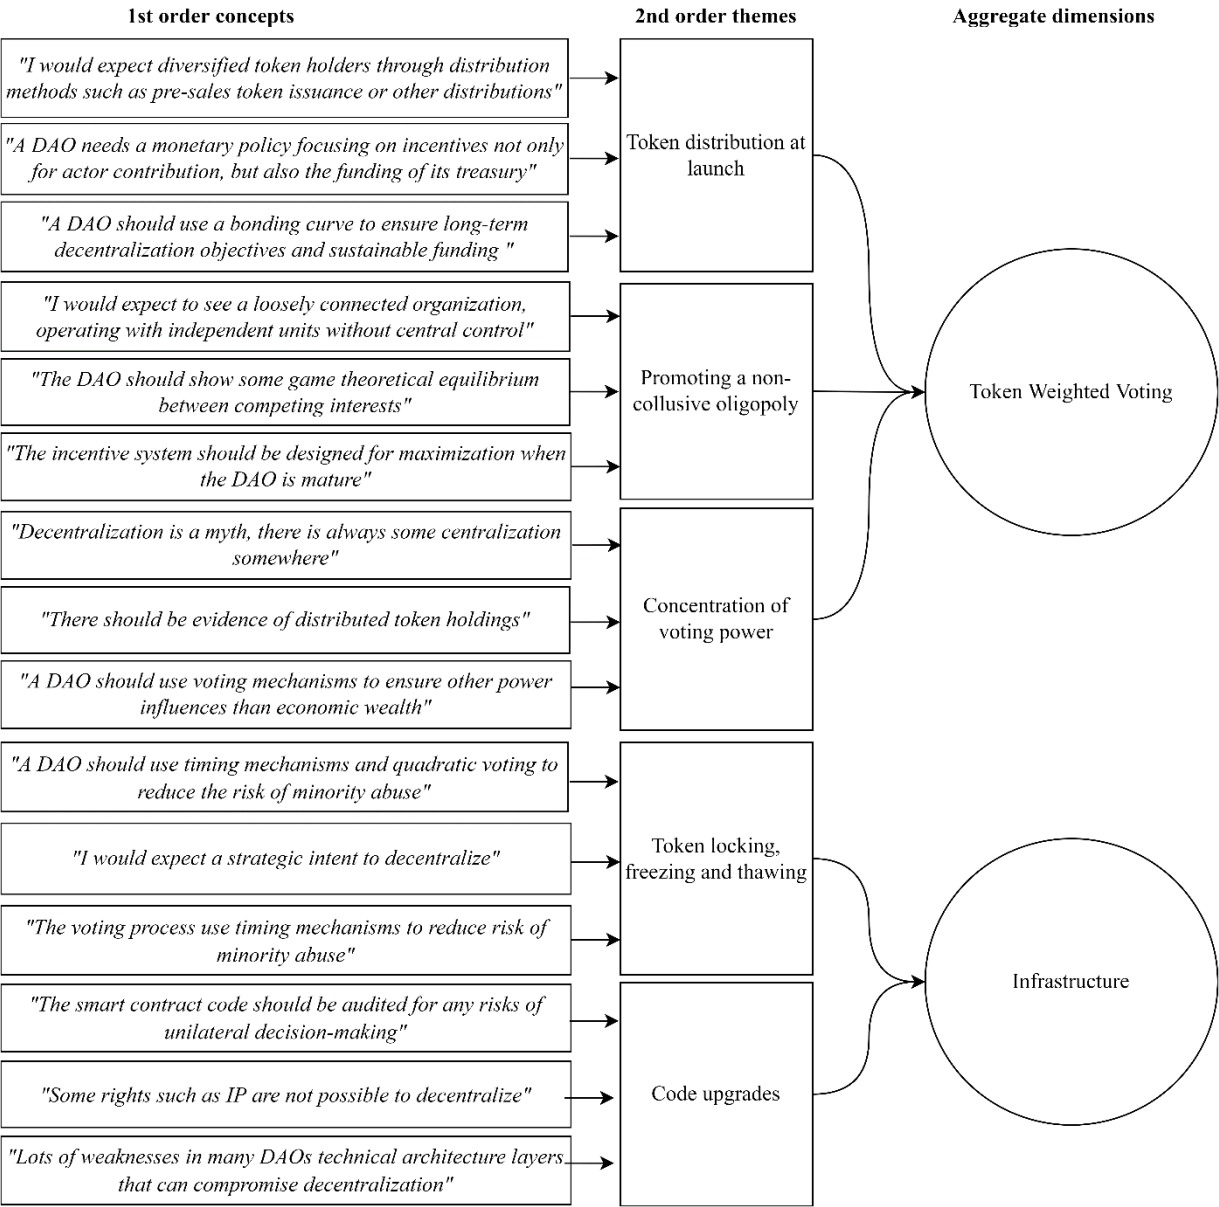 1st order concepts
2nd order themes
Aggregate dimensions
"I would expect diversified token holders through distribution
methods such as pre-sales token issuance or other distributions"
"A DAO needs a monetary policy focusing on incentives not only
for actor contribution, but also the funding of its treasury"
"A DAO should use a bonding curve to ensure long-term
decentralization objectives and sustainable funding "
Token distribution at
launch
"I would expect to see a loosely connected organization,
operating with independent units without central control"
"The DAO should show some game theoretical equilibrium
between competing interests"
"The incentive system should be designed for maximization when
the DAO is mature"
Promoting a non-
collusive oligopoly
"Decentralization is a myth, there is always some centralization
somewhere"
"There should be evidence of distributed token holdings"
"A DAO should use voting mechanisms to ensure other power
influences than economic wealth"
Concentration of
voting power
Token Weighted Voting
"A DAO should use timing mechanisms and quadratic voting to
reduce the risk of minority abuse"
"I would expect a strategic intent to decentralize"
"The voting process use timing mechanisms to reduce risk of
minority abuse"
Token locking,
freezing and thawing
"The smart contract code should be audited for any risks of
unilateral decision-making"
"Some rights such as IP are not possible to decentralize"
"Lots of weaknesses in many DAOs technical architecture layers
that can compromise decentralization"
Code upgrades
Infrastructure